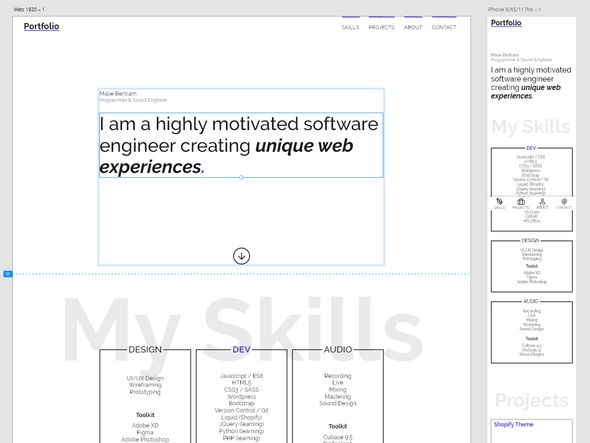 Web 1920 – 1
Portfolio
SKILLS PROJECTS ABOUT CONTACT
Malie Bertram
Programmer & Sound Engineer
I am a highly motivated software
engineer creating unique web
experiences.
My Skills
DESIGN
UI/UX Design
Wireframing
Prototyping
Toolkit
Adobe XD
Figma
Adobe Photoshop
DEV
Javascript / ES6
HTML5
CSS3 / SASS
Wordpress
Bootstrap
Version Control / Git
Liquid (Shopify)
JQuery (learning)
Python (learning)
PHP (learning)
AUDIO
Recording
Live
Mixing
Mastering
Sound Design
Toolkit
Cubase 9.5
iPhone X/XS/11 Pro – 1
Portfolio
Malie Bertram
Programmer & Sound Engineer
I am a highly motivated
software engineer
creating unique web
experiences.
My Skills
DEV
Javascript / ES6
HTML5
CSS3 / SASS
Wordpress
Bootstrap
Version Control / Git
Liquid (Shopify)
JQuery (learning)
Python (learning)
SKILLS PROJECTS ABOUT CONTACT
VS Code
Github
MS Office
DESIGN
UI/UX Design
Wireframing
Prototyping
Toolkit
Adobe XD
Figma
Adobe Photoshop
AUDIO
Recording
Live
Mixing
Mastering
Sound Design
Toolkit
Cubase 9.5
ProTools 12
Waves Plugins
Projects
Shopify Theme